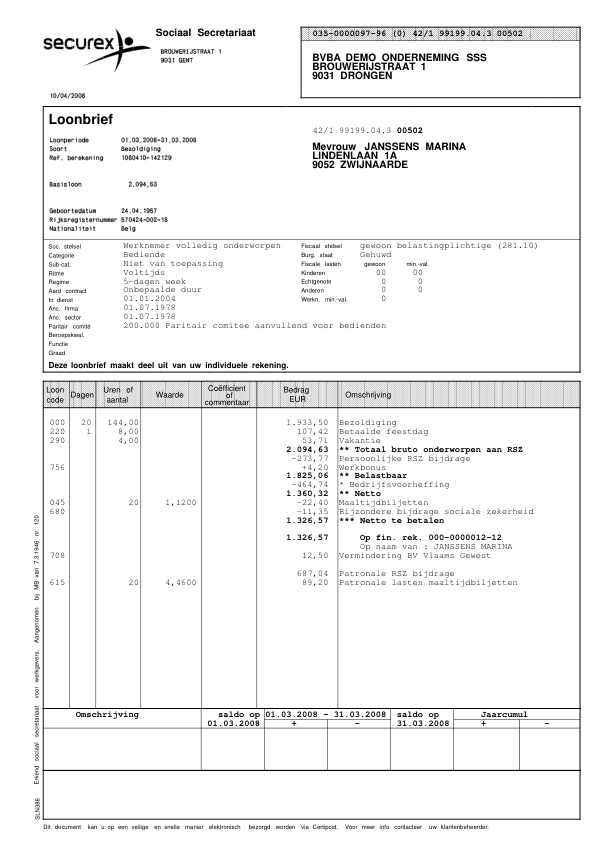 securex
Sociaal Secretariaat
BROUWERIJSTRAAT 1
9031 GENT
10/04/2008
035-0000097-96 (0) 42/1 99199.04.3 00502
BVBA DEMO ONDERNEMING SSS
BROUWERIJSTRAAT 1
9031 DRONGEN
Loonbrief
Loonperiode 01.03.2008-31.03.2008
Soort Bezoldiging
Ref. berekening 1080410-142129
Basisloon 2.094,63
Geboortedatum 24.04.1957
Rijksregisternummer 570424-002-18
Nationaliteit Belg
42/1 99199.04.3 00502
Mevrouw JANSSENS MARINA
LINDENLAAN 1A
9052 ZWIJNAARDE
Soc. stelsel Werknemer volledig onderworpen
Categorie Bediende
Sub-cat. Niet van toepassing
Ritme Voltijds
Regime 5-dagen week
Aard contract Onbepaalde duur
In dienst 01.01.2004
Anc. firma 01.07.1978
Anc. sector 01.07.1978
Paritair comité 200.000 Paritair comitee aanvullend voor bedienden
Beroepskwal.
Functie
Graad
Fiscaal stelsel gewoon belastingplichtige (281.10)
Burg. staat Gehuwd
Fiscale lasten gewoon min.-val.
Kinderen 00 00
Echtgenote 0 0
Anderen 0 0
Werkn. min.-val. 0
Deze loonbrief maakt deel uit van uw individuele rekening.
Loon code Dagen Uren of aantal Waarde Coëfficient of commentaar Bedrag EUR Omschrijving
000 20 144,00 1.933,50 Bezoldiging
220 1 8,00 107,42 Betaalde feestdag
290 4,00 53,71 Vakantie
2.094,63 ** Totaal bruto onderworpen aan RSZ
-273,77 Persoonlijke RSZ bijdrage
756 +4,20 Werkbonus
1.825,06 ** Belastbaar
-464,74 * Bedrijfsvoorheffing
1.360,32 ** Netto
045 20 1,1200 -22,40 Maaltijdbiljetten
680 -11,35 Bijzondere bijdrage sociale zekerheid
1.326,57 *** Netto te betalen
1.326,57 Op fin. rek. 000-0000012-12
Op naam van : JANSSENS MARINA
708 12,50 Vermindering BV Vlaams Gewest
687,04 Patronale RSZ bijdrage
615 20 4,4600 89,20 Patronale lasten maaltijdbiljetten
Omschrijving saldo op 01.03.2008 01.03.2008 - 31.03.2008 + - saldo op 31.03.2008 Jaarcumul + -
SLN386 Erkend sociaal secretariaat voor werkgevers. Aangenomen bij MB van 7.3.1946 nr. 120
Dit document kan u op een veilige en snelle manier elektronisch bezorgd worden via Certipost. Voor meer info contacteer uw klantenbeheerder.